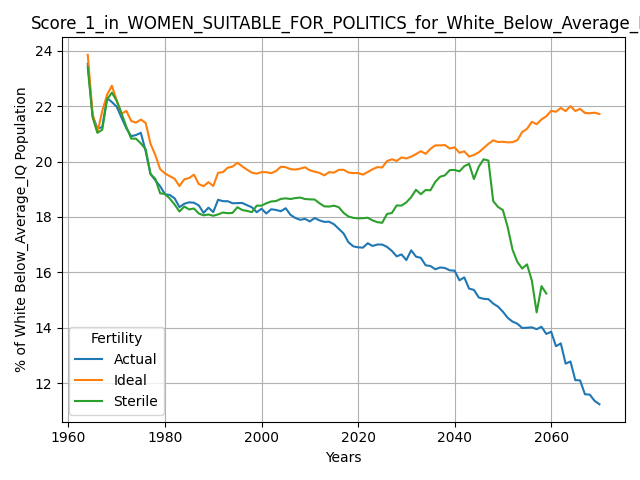 Score_1_in_WOMEN_SUITABLE_FOR_POLITICS_for_White_Below_Average_
24
22
20
18
16
14
12
% of White Below_Average_IQ Population
Fertility
Actual
Ideal
Sterile
1960
1980
2000
2020
2040
2060
Years